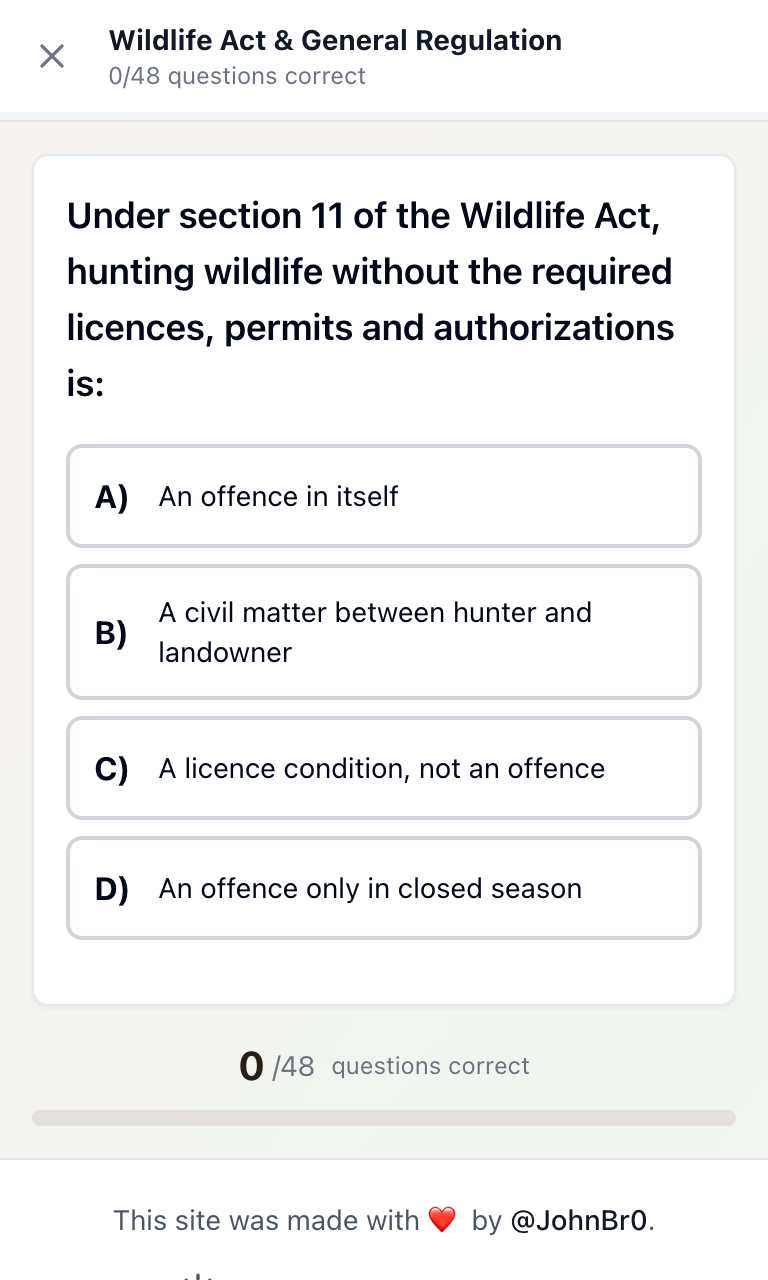 Wildlife Act & General Regulation
0/48 questions correct
Under section 11 of the Wildlife Act,
hunting wildlife without the required
licences, permits and authorizations
is:
A) An offence in itself
B) A civil matter between hunter and
landowner
C) A licence condition, not an offence
D) An offence only in closed season
0 /48 questions correct
This site was made with ❤️ by @JohnBr0.